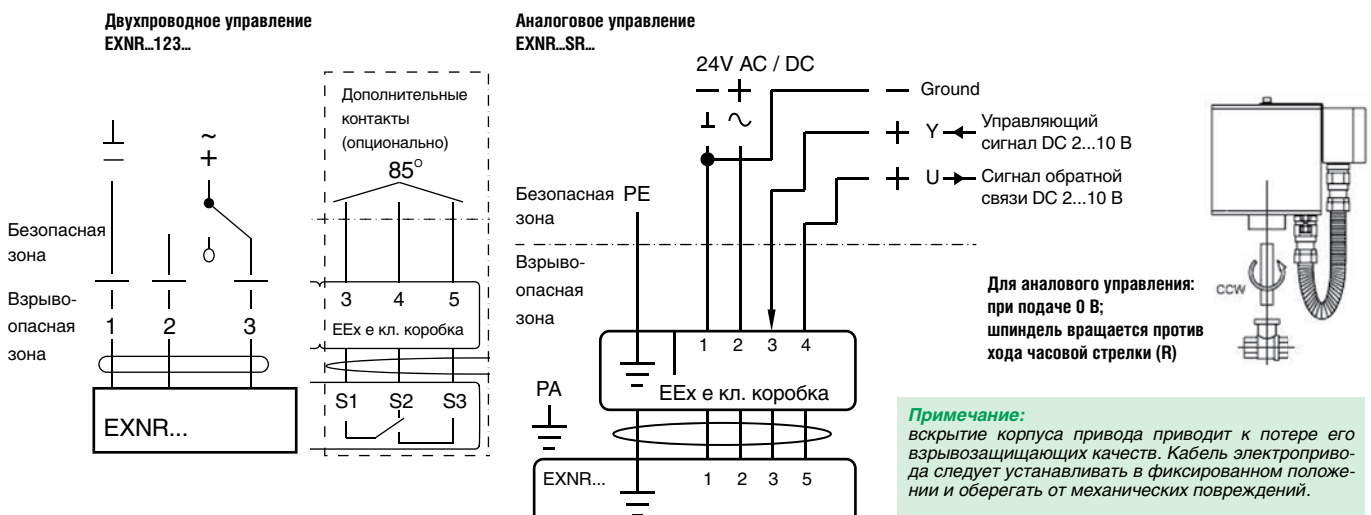 Двухпроводное управление
EXNR...123...
~
+
Безопасная
зона
Взрыво-
опасная
зона
1 2 3
EXNR...
Дополнительные
контакты
(опционально)
85°
3 4 5
EEx e кл. коробка
S1 S2 S3
Аналоговое управление
EXNR...SR...
24V AC / DC
− +
⊥ ~
− Ground
+ Y Управляющий
сигнал DC 2...10 В
+ U Сигнал обратной
связи DC 2...10 В
Безопасная PE
зона
Взрыво-
опасная
зона
1 2 3 4
EEx e кл. коробка
PA
EXNR... 1 2 3 5
CCW
Для аналового управления:
при подаче 0 В;
шпиндель вращается против
хода часовой стрелки (R)
Примечание:
вскрытие корпуса привода приводит к потере его
взрывозащищающих качеств. Кабель электроприво-
да следует устанавливать в фиксированном положе-
нии и оберегать от механических повреждений.